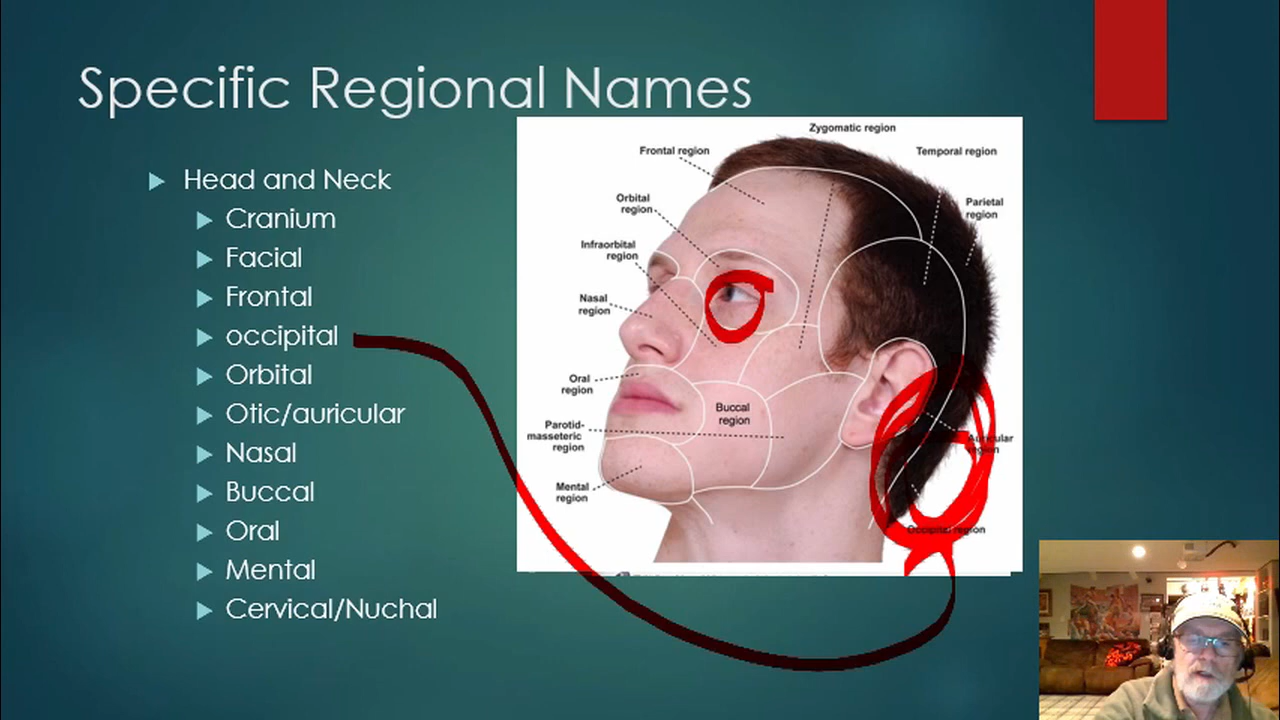 Specific Regional Names
Head and Neck
Cranium
Facial
Frontal
occipital
Orbital
Otic/auricular
Nasal
Buccal
Oral
Mental
Cervical/Nuchal
Zygomatic region
Frontal region
Temporal region
Orbital
region
Parietal
region
Infraorbital
region
Nasal
region
Oral
region
Buccal
region
Parotid-
masseteric
region
Auricular
region
Mental
region
Occipital region